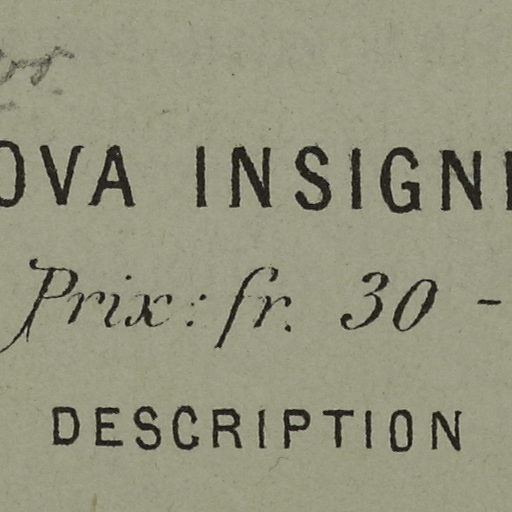 OVA INSIGNI
Prix: fr. 30 -
DESCRIPTION